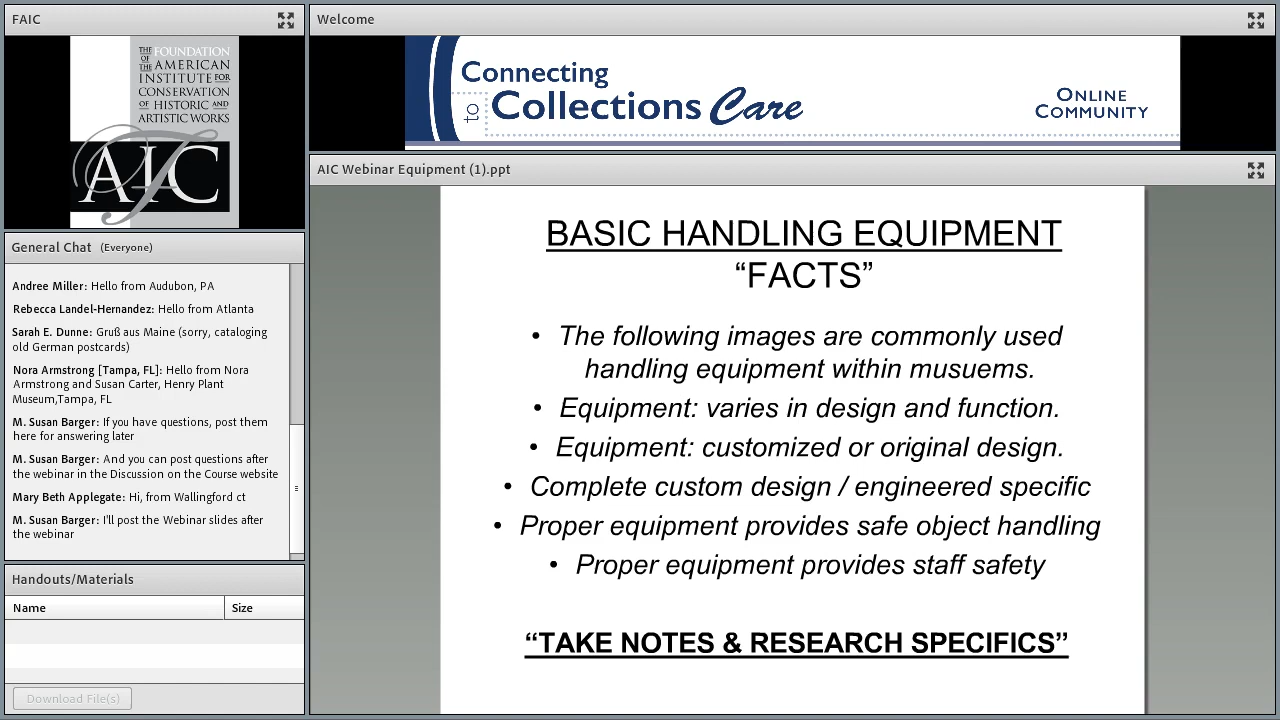 FAIC
THE FOUNDATION
OF THE AMERICAN
INSTITUTE FOR
CONSERVATION
OF HISTORIC AND
ARTISTIC WORKS
FAIC
Welcome
Connecting
to Collections Care
ONLINE
COMMUNITY
General Chat (Everyone)
Andree Miller: Hello from Audubon, PA
Rebecca Landel-Hernandez: Hello from Atlanta
Sarah E. Dunne: Gruß aus Maine (sorry, cataloging
old German postcards)
Nora Armstrong [Tampa, FL]: Hello from Nora
Armstrong and Susan Carter, Henry Plant
Museum,Tampa, FL
M. Susan Barger: If you have questions, post them
here for answering later
M. Susan Barger: And you can post questions after
the webinar in the Discussion on the Course website
Mary Beth Applegate: Hi, from Wallingford ct
M. Susan Barger: I'll post the Webinar slides after
the webinar
Handouts/Materials
Name Size
Download File(s)
AIC Webinar Equipment (1).ppt
BASIC HANDLING EQUIPMENT
“FACTS”
• The following images are commonly used
handling equipment within musuems.
• Equipment: varies in design and function.
• Equipment: customized or original design.
• Complete custom design / engineered specific
• Proper equipment provides safe object handling
• Proper equipment provides staff safety
“TAKE NOTES & RESEARCH SPECIFICS”